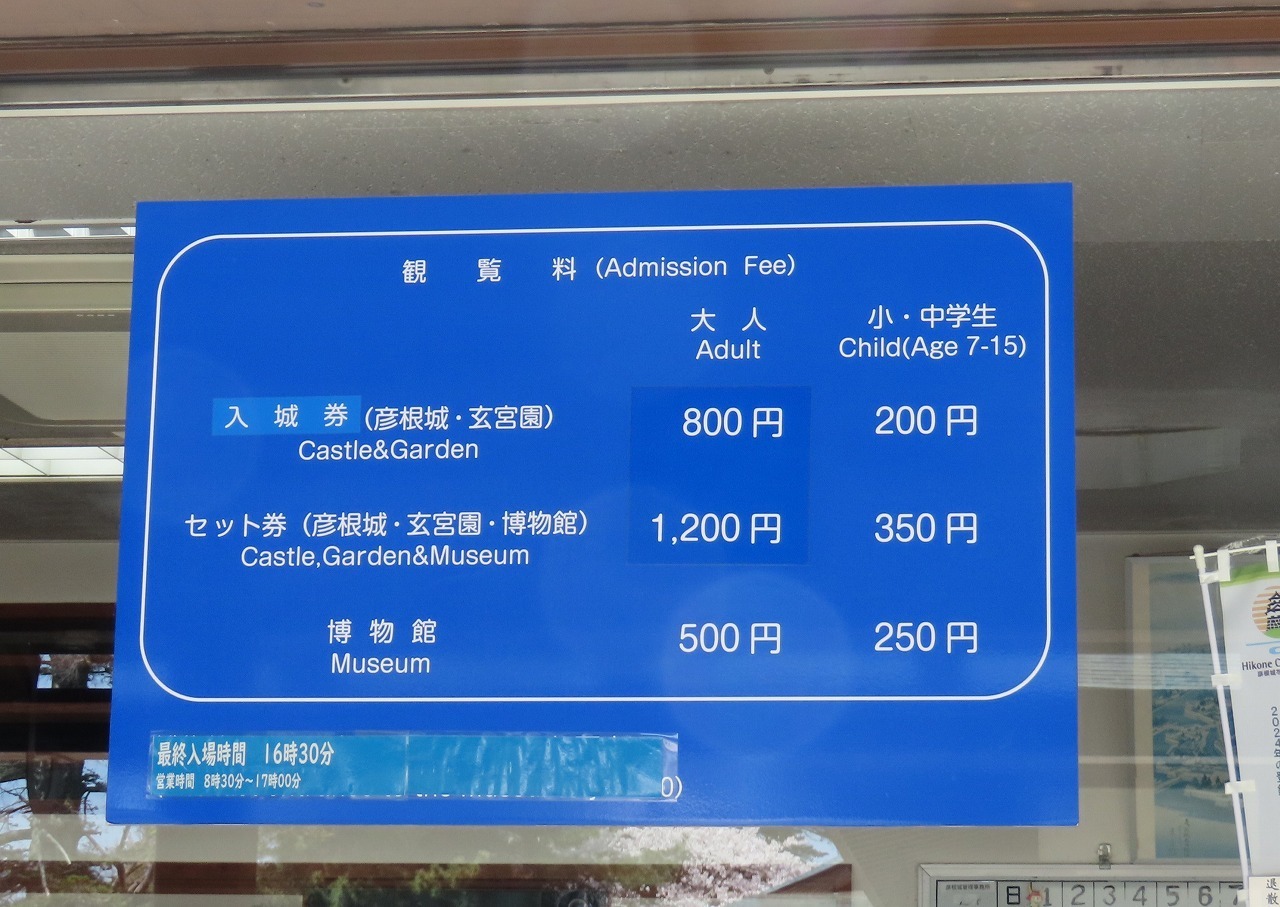 観覧料 (Admission Fee)
大人 小・中学生
Adult Child(Age 7-15)
入城券 (彦根城・玄宮園) 800円 200円
Castle&Garden
セット券 (彦根城・玄宮園・博物館) 1,200円 350円
Castle,Garden&Museum
博物館 500円 250円
Museum
最終入場時間 16時30分
営業時間 8時30分～17時00分
0)
Hikone
日 1 2 3 4 5 6 7